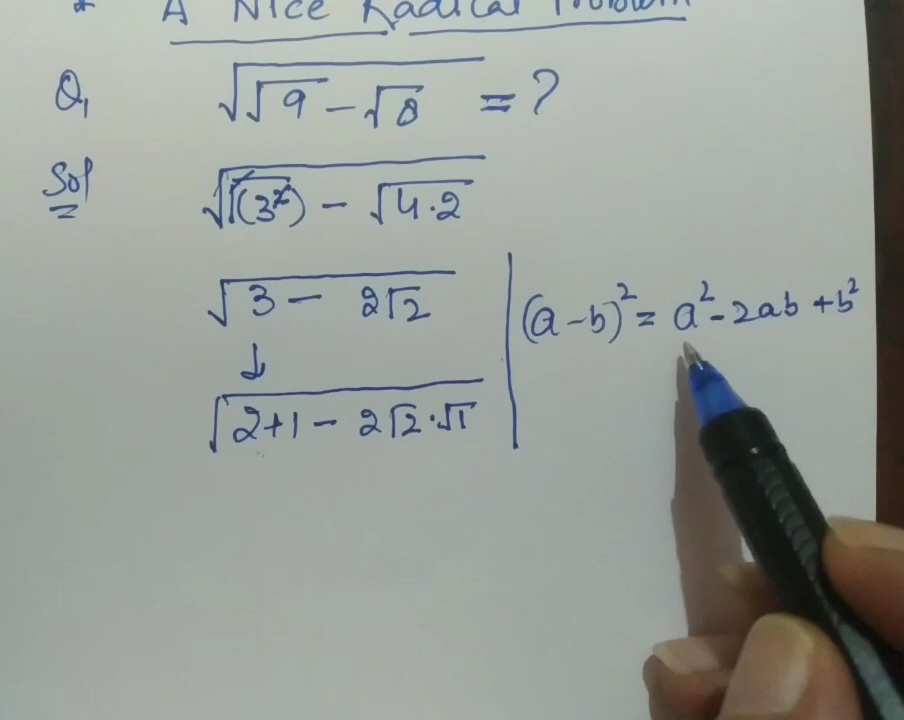 * A Nice Radical Problem
Q₁ √(√9 − √8) = ?
Sol √(√(3²) − √(4·2))
√(3 − 2√2)
(a−b)² = a² − 2ab + b²
↓
√(2+1 − 2√2·√1)